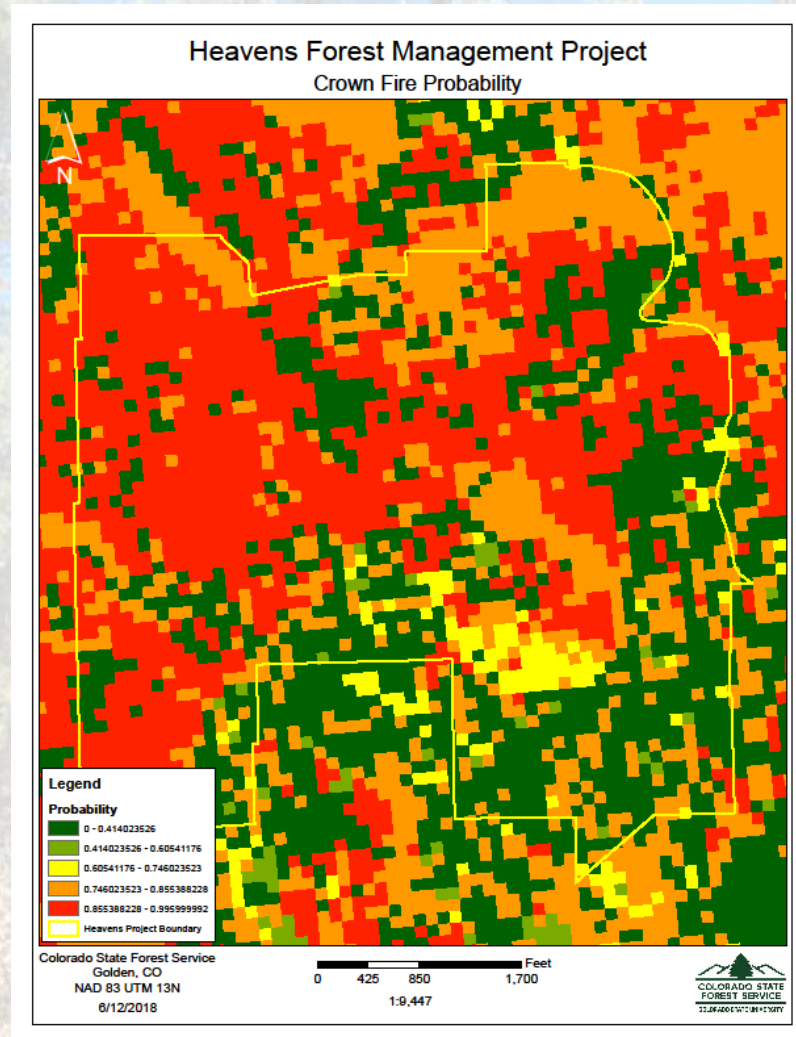 Heavens Forest Management Project
Crown Fire Probability
N
Legend
Probability
0 - 0.414023526
0.414023526 - 0.60541176
0.60541176 - 0.746023523
0.746023523 - 0.855388228
0.855388228 - 0.995999992
Heavens Project Boundary
Colorado State Forest Service
Golden, CO
NAD 83 UTM 13N
6/12/2018
Feet
0 425 850 1,700
1:9,447
COLORADO STATE
FOREST SERVICE
COLORADO STATE UNIVERSITY